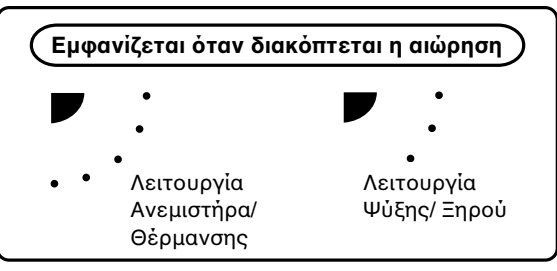 Εμφανίζεται όταν διακόπτεται η αιώρηση
Λειτουργία
Ανεμιστήρα/
Θέρμανσης
Λειτουργία
Ψύξης/ Ξηρού